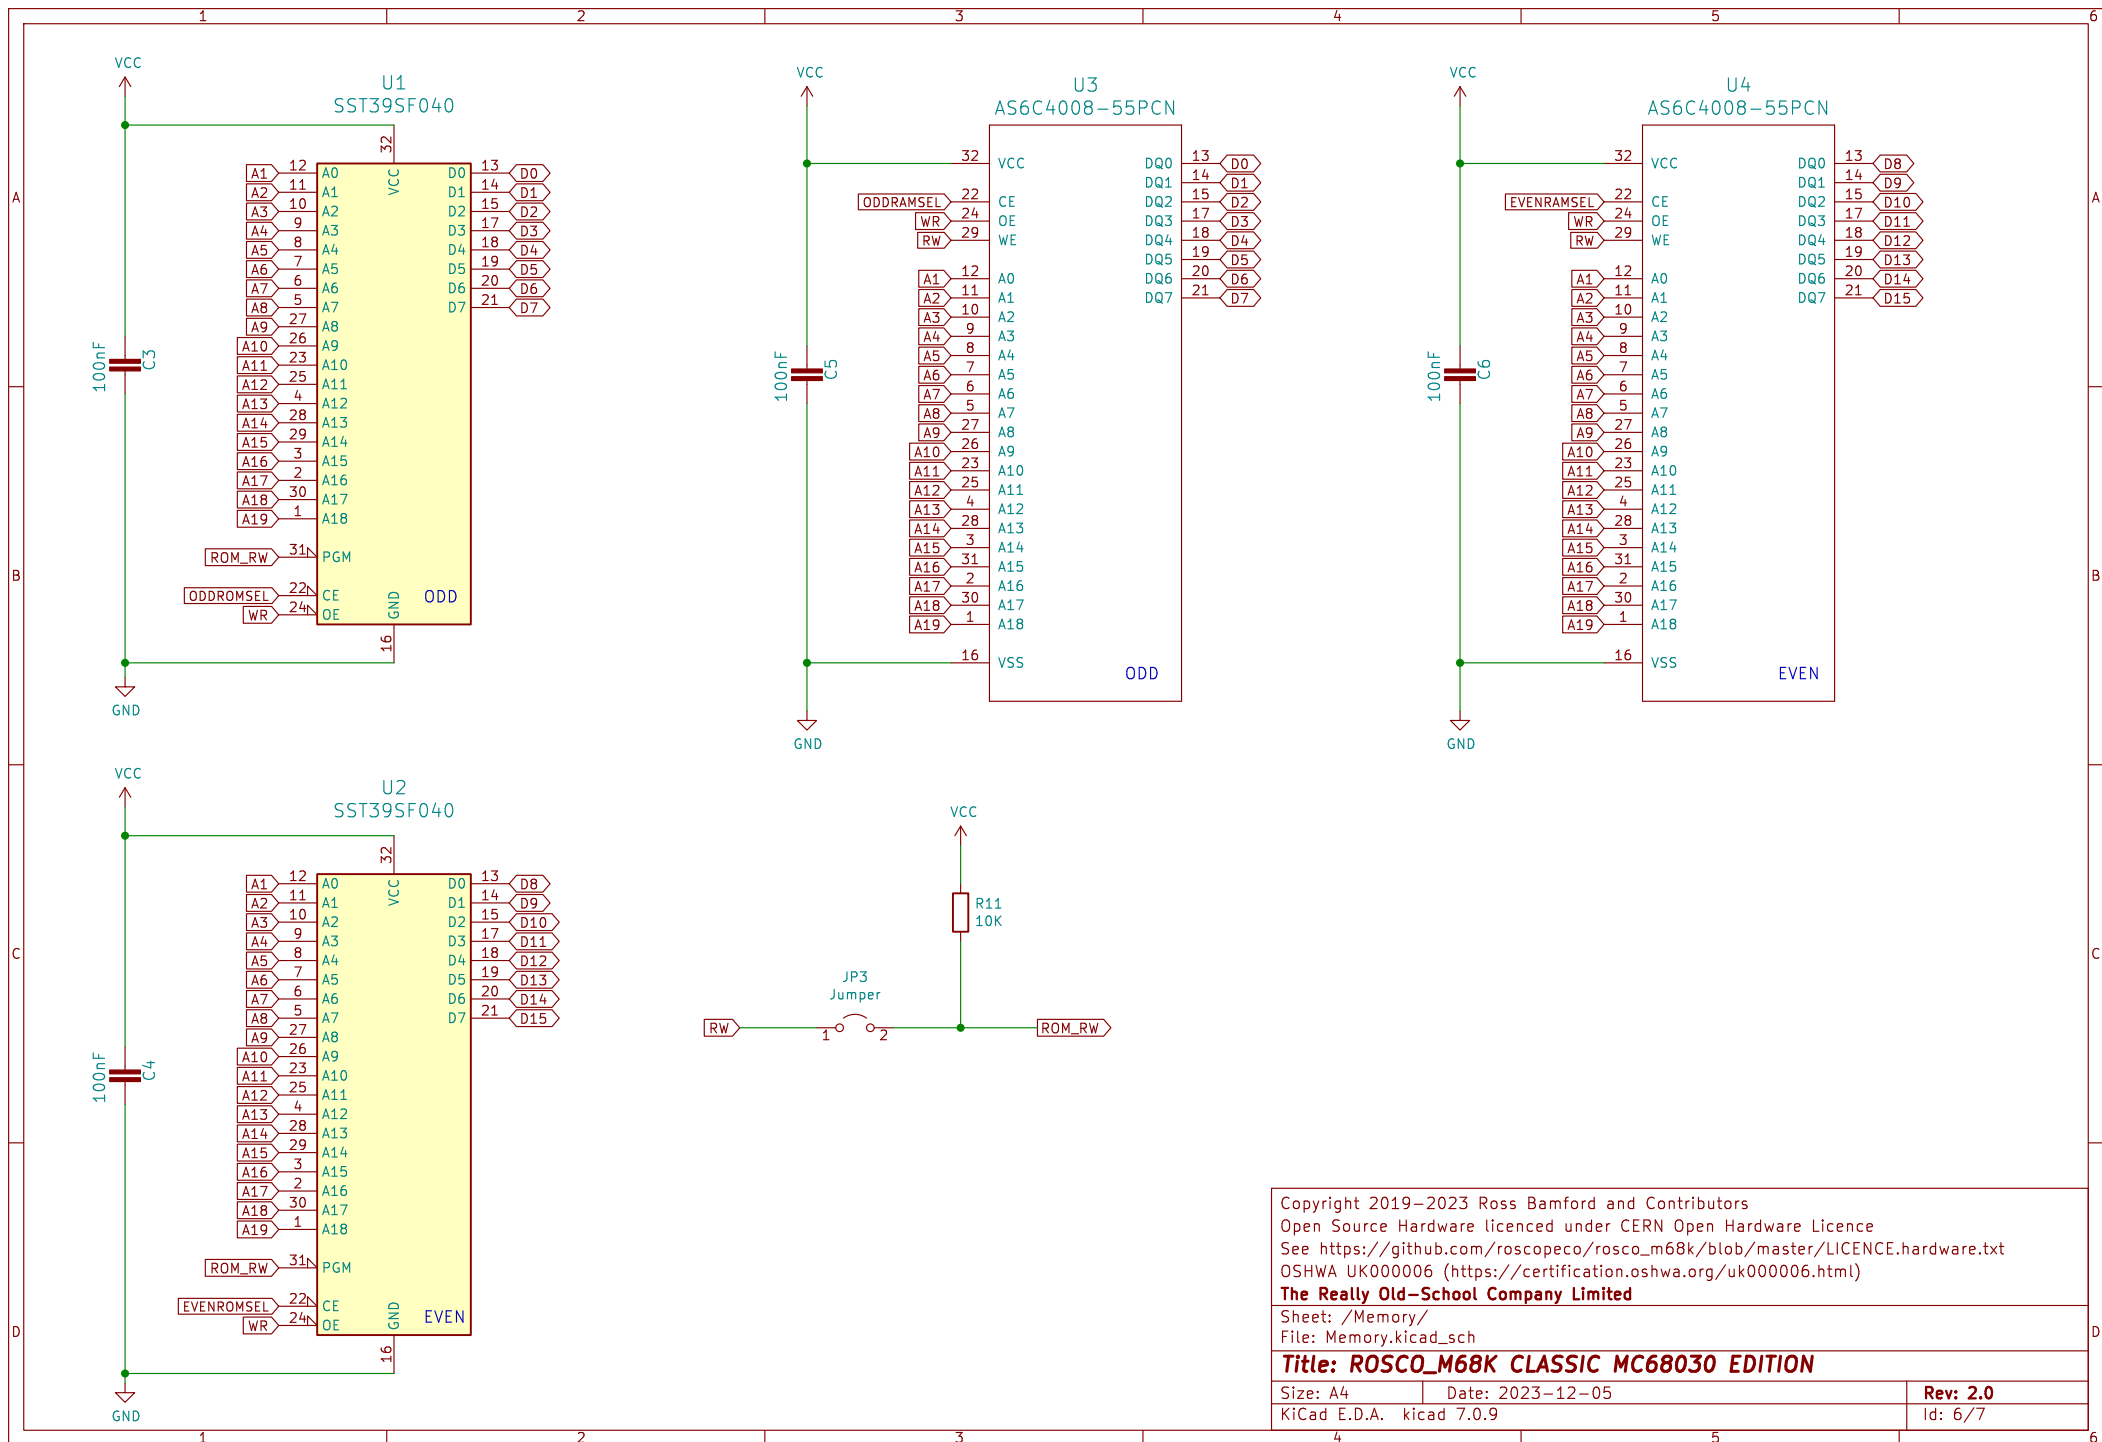 1 2 3 4 5 6
A
B
C
D
A
B
C
D
1 2 3 4 5 6
VCC
U1
SST39SF040
32
VCC
A1 12 A0 D0 13 D0
A2 11 A1 D1 14 D1
A3 10 A2 D2 15 D2
A4 9 A3 D3 17 D3
A5 8 A4 D4 18 D4
A6 7 A5 D5 19 D5
A7 6 A6 D6 20 D6
A8 5 A7 D7 21 D7
A9 27 A8
A10 26 A9
A11 23 A10
A12 25 A11
A13 4 A12
A14 28 A13
A15 29 A14
A16 3 A15
A17 2 A16
A18 30 A17
A19 1 A18
ROM_RW 31 PGM
ODDROMSEL 22 CE
WR 24 OE
ODD
GND
16
100nF
C3
GND
VCC
U3
AS6C4008-55PCN
32 VCC DQ0 13 D0
DQ1 14 D1
ODDRAMSEL 22 CE DQ2 15 D2
WR 24 OE DQ3 17 D3
RW 29 WE DQ4 18 D4
DQ5 19 D5
A1 12 A0 DQ6 20 D6
A2 11 A1 DQ7 21 D7
A3 10 A2
A4 9 A3
A5 8 A4
A6 7 A5
A7 6 A6
A8 5 A7
A9 27 A8
A10 26 A9
A11 23 A10
A12 25 A11
A13 4 A12
A14 28 A13
A15 3 A14
A16 31 A15
A17 2 A16
A18 30 A17
A19 1 A18
16 VSS
ODD
100nF
C5
GND
VCC
U4
AS6C4008-55PCN
32 VCC DQ0 13 D8
DQ1 14 D9
EVENRAMSEL 22 CE DQ2 15 D10
WR 24 OE DQ3 17 D11
RW 29 WE DQ4 18 D12
DQ5 19 D13
A1 12 A0 DQ6 20 D14
A2 11 A1 DQ7 21 D15
A3 10 A2
A4 9 A3
A5 8 A4
A6 7 A5
A7 6 A6
A8 5 A7
A9 27 A8
A10 26 A9
A11 23 A10
A12 25 A11
A13 4 A12
A14 28 A13
A15 3 A14
A16 31 A15
A17 2 A16
A18 30 A17
A19 1 A18
16 VSS
EVEN
100nF
C6
GND
VCC
U2
SST39SF040
32
VCC
A1 12 A0 D0 13 D8
A2 11 A1 D1 14 D9
A3 10 A2 D2 15 D10
A4 9 A3 D3 17 D11
A5 8 A4 D4 18 D12
A6 7 A5 D5 19 D13
A7 6 A6 D6 20 D14
A8 5 A7 D7 21 D15
A9 27 A8
A10 26 A9
A11 23 A10
A12 25 A11
A13 4 A12
A14 28 A13
A15 29 A14
A16 3 A15
A17 2 A16
A18 30 A17
A19 1 A18
ROM_RW 31 PGM
EVENROMSEL 22 CE
WR 24 OE
EVEN
GND
16
100nF
C4
GND
VCC
R11
10K
JP3
Jumper
RW 1 2 ROM_RW
Copyright 2019-2023 Ross Bamford and Contributors
Open Source Hardware licenced under CERN Open Hardware Licence
See https://github.com/roscopeco/rosco_m68k/blob/master/LICENCE.hardware.txt
OSHWA UK000006 (https://certification.oshwa.org/uk000006.html)
The Really Old-School Company Limited
Sheet: /Memory/
File: Memory.kicad_sch
Title: ROSCO_M68K CLASSIC MC68030 EDITION
Size: A4 Date: 2023-12-05 Rev: 2.0
KiCad E.D.A. kicad 7.0.9 Id: 6/7